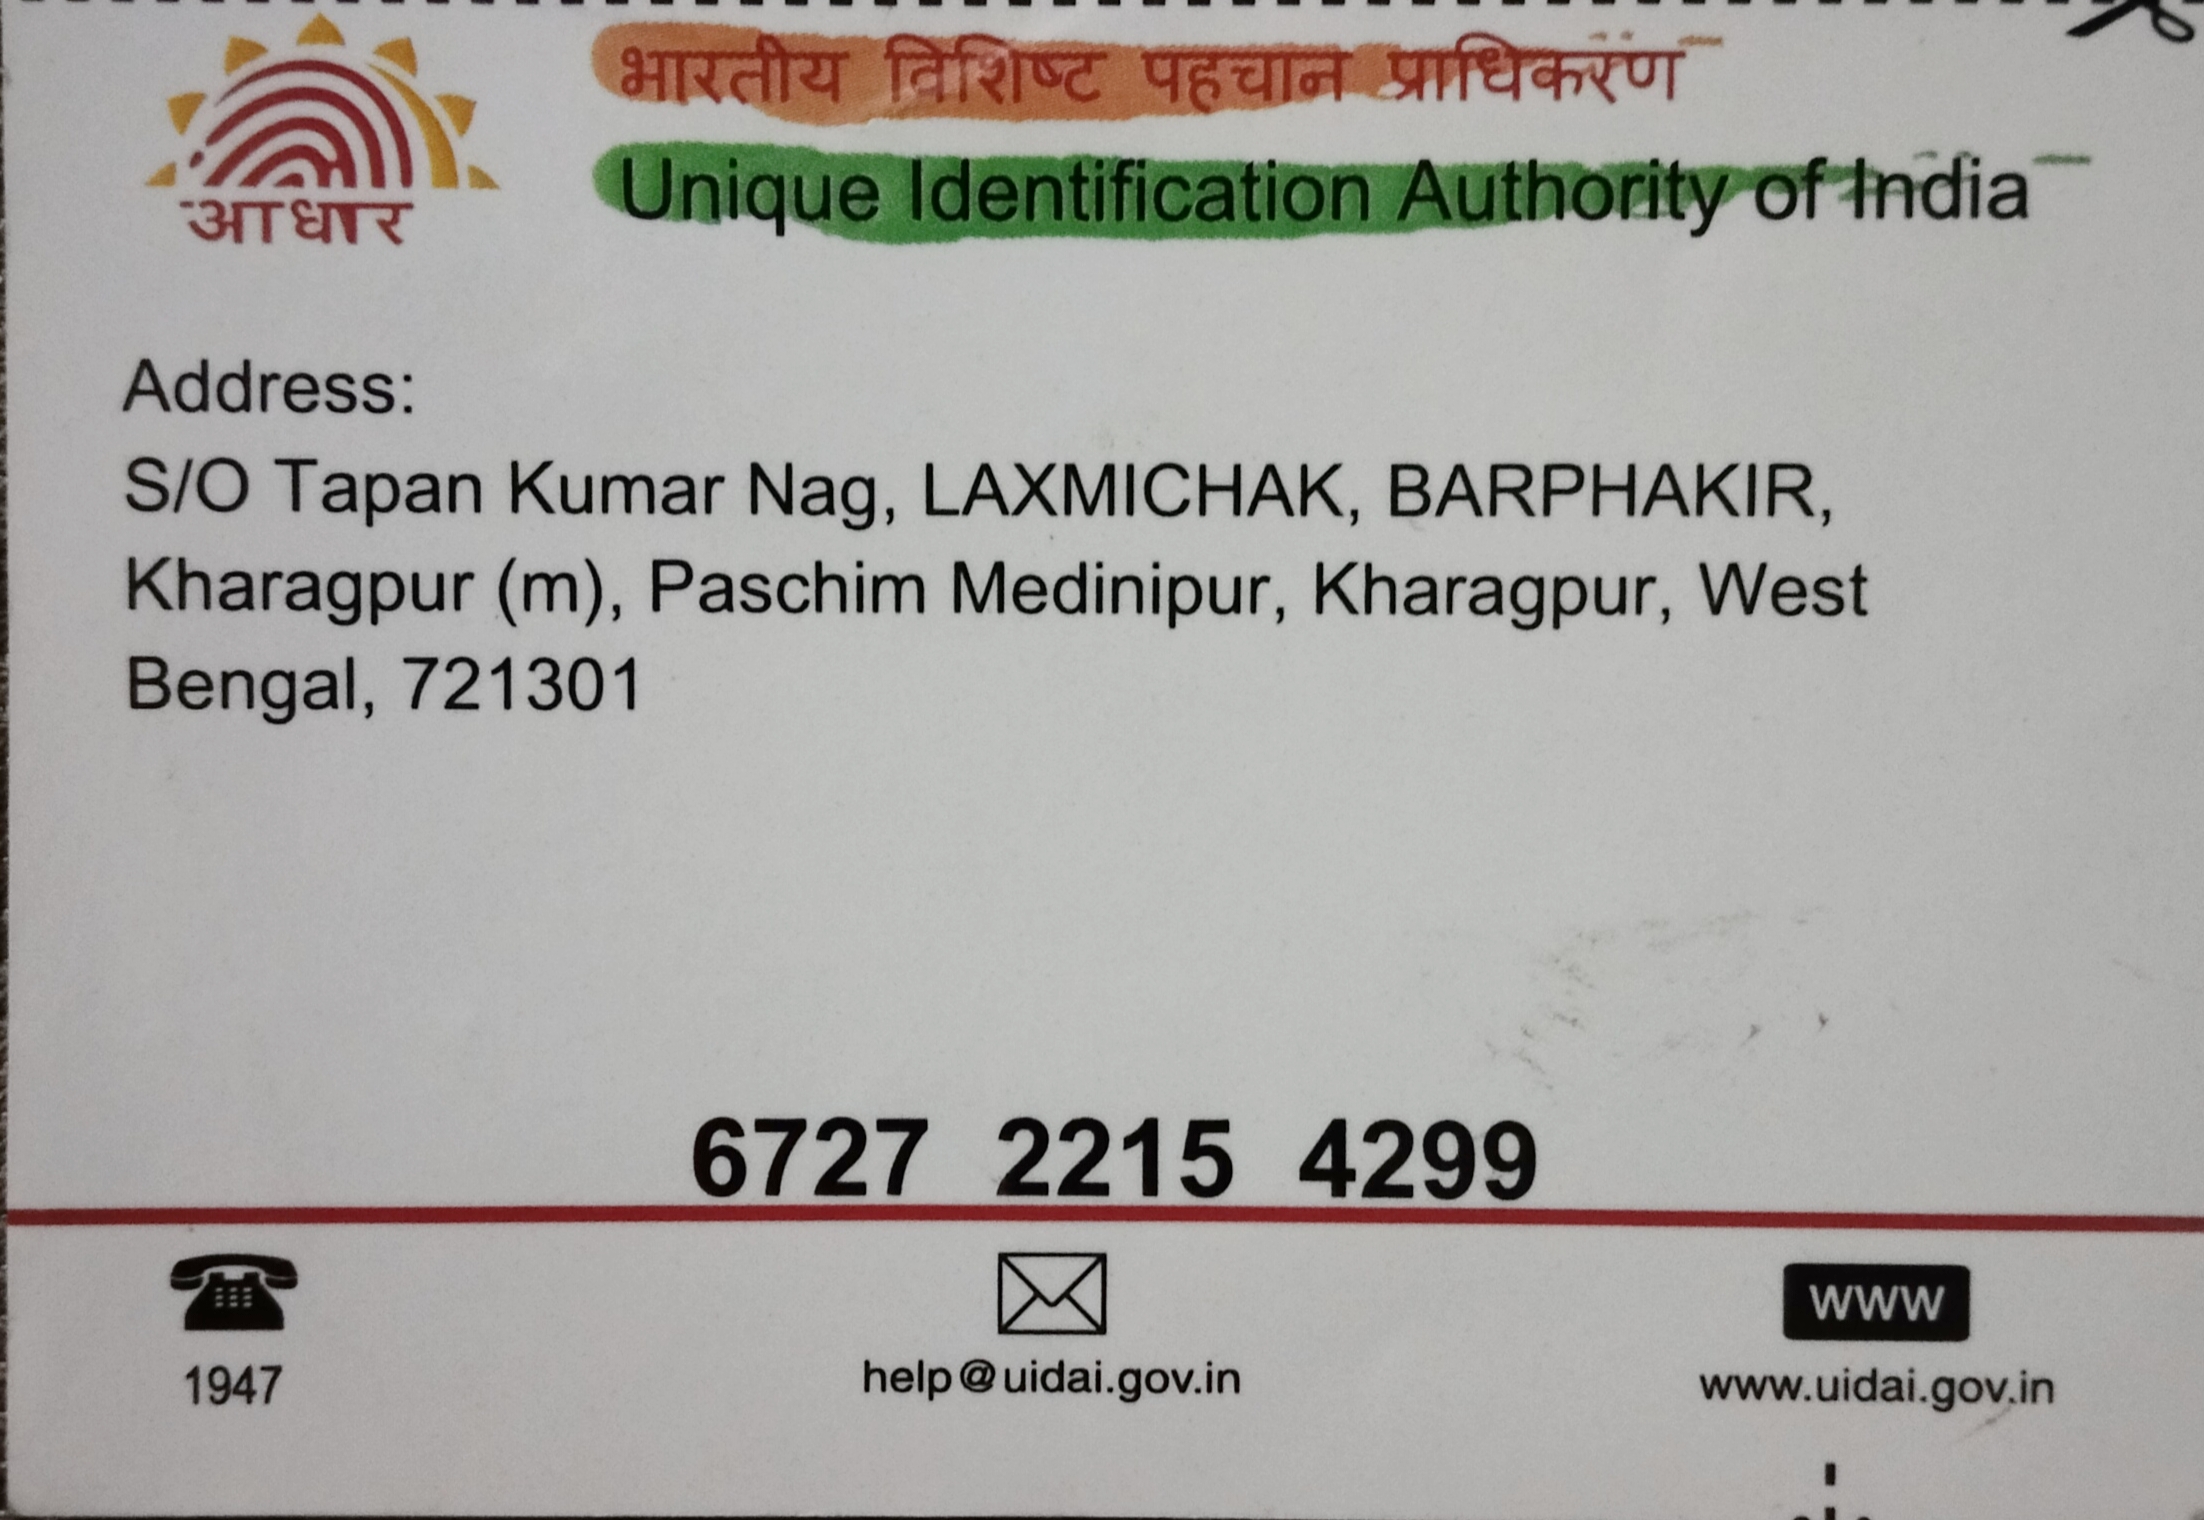 भारतीय विशिष्ट पहचान प्राधिकरण
Unique Identification Authority of India
आधार
Address:
S/O Tapan Kumar Nag, LAXMICHAK, BARPHAKIR,
Kharagpur (m), Paschim Medinipur, Kharagpur, West
Bengal, 721301
6727 2215 4299
WWW
1947
help@uidai.gov.in
www.uidai.gov.in